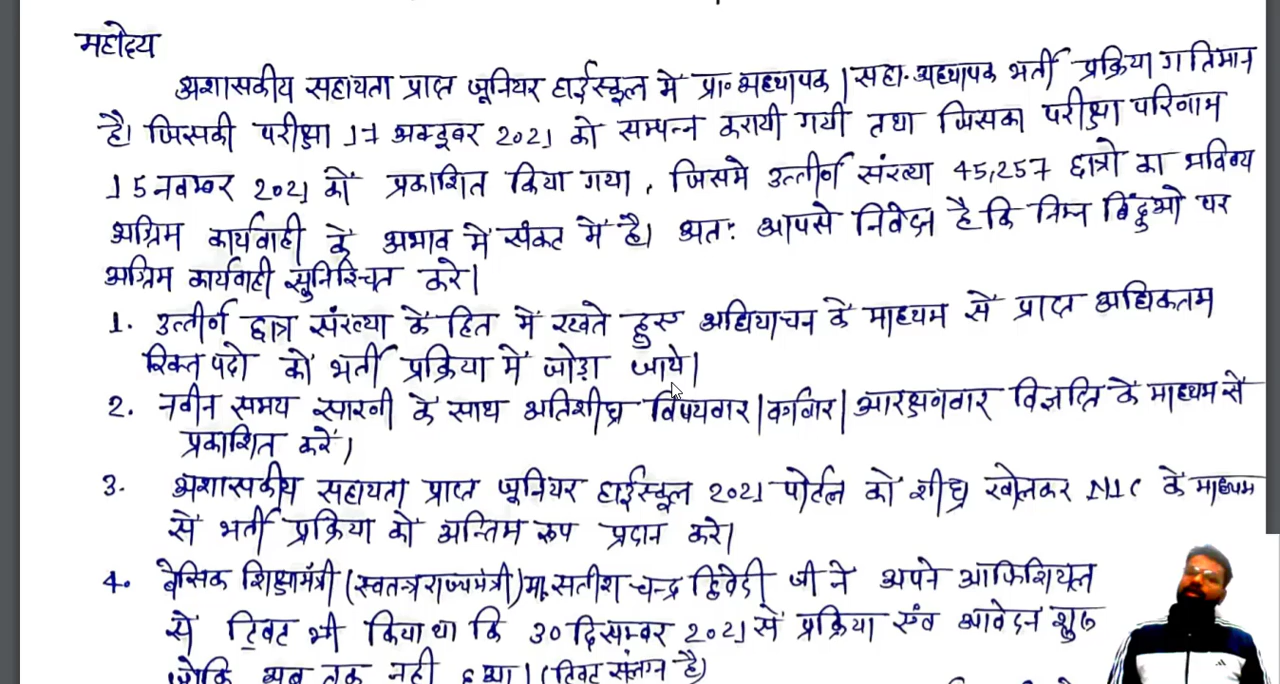 महोदय
अशासकीय सहायता प्राप्त जूनियर हाईस्कूल में प्रा० अध्यापक / सहा. अध्यापक भर्ती प्रक्रिया गतिमान
है। जिसकी परीक्षा 17 अक्टूबर 2021 को सम्पन्न करायी गयी तथा जिसका परीक्षा परिणाम
15 नवम्बर 2021 को प्रकाशित किया गया, जिसमे उत्तीर्ण संख्या 45,257 छात्रो का भविष्य
अग्रिम कार्यवाही के अभाव में संकट में है। अतः आपसे निवेदन है कि निम्न बिंदुओ पर
अग्रिम कार्यवाही सुनिश्चित करे।
1. उत्तीर्ण छात्र संख्या के हित में रखते हुए अधियाचन के माध्यम से प्राप्त अधिकतम
रिक्त पदो को भर्ती प्रक्रिया में जोड़ा जाये।
2. नवीन समय सारणी के साथ अतिशीघ्र विषयवार / वर्गवार / आरक्षणवार विज्ञप्ति के माध्यम से
प्रकाशित करें।
3. अशासकीय सहायता प्राप्त जूनियर हाईस्कूल 2021 पोर्टल को शीघ्र खोलकर NIC के माध्यम
से भर्ती प्रक्रिया को अन्तिम रूप प्रदान करे।
4. बेसिक शिक्षामंत्री (स्वतन्त्र राज्यमंत्री) मा. सतीश चन्द्र द्विवेदी जी ने अपने आफिशियल
से ट्विट भी किया था कि 30 दिसम्बर 2021 से प्रक्रिया एंव आवेदन शुरू
जोकि अब तक नही हुआ। (ट्विट संलग्न है)